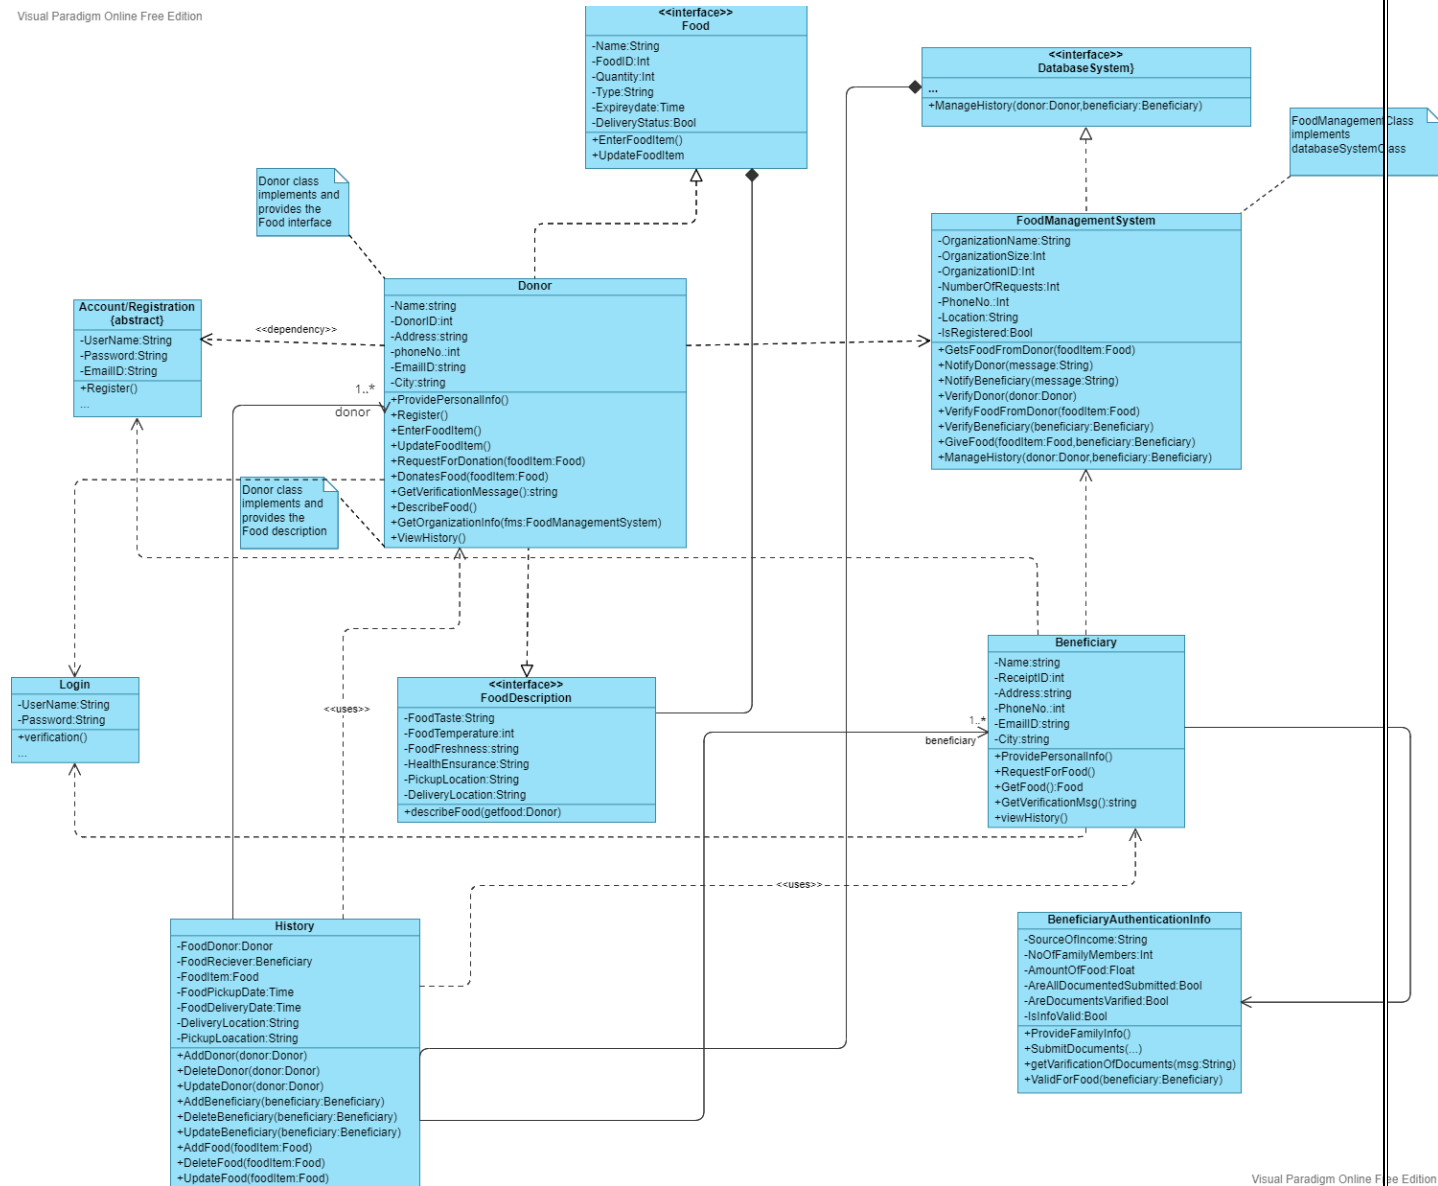 Visual Paradigm Online Free Edition
<<interface>>
Food
-Name:String
-FoodID:Int
-Quantity:Int
-Type:String
-Expireydate:Time
-DeliveryStatus:Bool
+EnterFoodItem()
+UpdateFoodItem
<<interface>>
DatabaseSystem}
...
+ManageHistory(donor:Donor,beneficiary:Beneficiary)
FoodManagementClass
implements
databaseSystemClass
Donor class
implements and
provides the
Food interface
FoodManagementSystem
-OrganizationName:String
-OrganizationSize:Int
-OrganizationID:Int
-NumberOfRequests:Int
-PhoneNo.:Int
-Location:String
-IsRegistered:Bool
+GetsFoodFromDonor(foodItem:Food)
+NotifyDonor(message:String)
+NotifyBeneficiary(message:String)
+VerifyDonor(donor:Donor)
+VerifyFoodFromDonor(foodItem:Food)
+VerifyBeneficiary(beneficiary:Beneficiary)
+GiveFood(foodItem:Food,beneficiary:Beneficiary)
+ManageHistory(donor:Donor,beneficiary:Beneficiary)
Donor
-Name:string
-DonorID:int
-Address:string
-phoneNo.:int
-EmailID:string
-City:string
+ProvidePersonalInfo()
+Register()
+EnterFoodItem()
+UpdateFoodItem()
+RequestForDonation(foodItem:Food)
+DonatesFood(foodItem:Food)
+GetVerificationMessage():string
+DescribeFood()
+GetOrganizationInfo(fms:FoodManagementSystem)
+ViewHistory()
Account/Registration
{abstract}
-UserName:String
-Password:String
-EmailID:String
+Register()
...
<<dependency>>
1..*
donor
Donor class
implements and
provides the
Food description
Login
-UserName:String
-Password:String
+verification()
...
<<uses>>
<<interface>>
FoodDescription
-FoodTaste:String
-FoodTemperature:int
-FoodFreshness:string
-HealthEnsurance:String
-PickupLocation:String
-DeliveryLocation:String
+describeFood(getfood:Donor)
1..*
beneficiary
Beneficiary
-Name:string
-ReceiptID:int
-Address:string
-PhoneNo.:int
-EmailID:string
-City:string
+ProvidePersonalInfo()
+RequestForFood()
+GetFood():Food
+GetVerificationMsg():string
+viewHistory()
<<uses>>
History
-FoodDonor:Donor
-FoodReciever:Beneficiary
-FoodItem:Food
-FoodPickupDate:Time
-FoodDeliveryDate:Time
-DeliveryLocation:String
-PickupLoacation:String
+AddDonor(donor:Donor)
+DeleteDonor(donor:Donor)
+UpdateDonor(donor:Donor)
+AddBeneficiary(beneficiary:Beneficiary)
+DeleteBeneficiary(beneficiary:Beneficiary)
+UpdateBeneficiary(beneficiary:Beneficiary)
+AddFood(foodItem:Food)
+DeleteFood(foodItem:Food)
+UpdateFood(foodItem:Food)
BeneficiaryAuthenticationInfo
-SourceOfIncome:String
-NoOfFamilyMembers:Int
-AmountOfFood:Float
-AreAllDocumentedSubmitted:Bool
-AreDocumentsVarified:Bool
-IsInfoValid:Bool
+ProvideFamilyInfo()
+SubmitDocuments(...)
+getVarificationOfDocuments(msg:String)
+ValidForFood(beneficiary:Beneficiary)
Visual Paradigm Online Free Edition